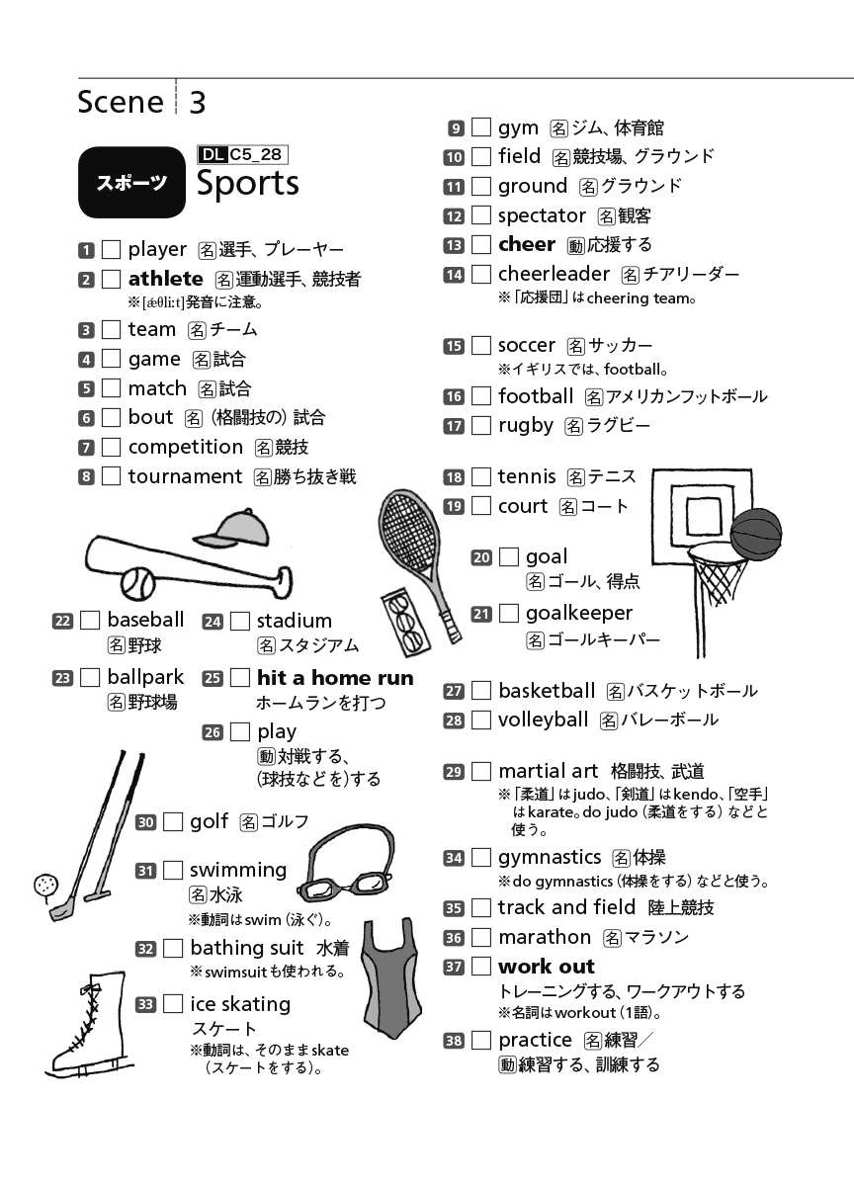 Scene 3
スポーツ
DL C5_28
Sports
1 player 名選手、プレーヤー
2 athlete 名運動選手、競技者
※[ǽθliːt]発音に注意。
3 team 名チーム
4 game 名試合
5 match 名試合
6 bout 名（格闘技の）試合
7 competition 名競技
8 tournament 名勝ち抜き戦
9 gym 名ジム、体育館
10 field 名競技場、グラウンド
11 ground 名グラウンド
12 spectator 名観客
13 cheer 動応援する
14 cheerleader 名チアリーダー
※「応援団」はcheering team。
15 soccer 名サッカー
※イギリスでは、football。
16 football 名アメリカンフットボール
17 rugby 名ラグビー
18 tennis 名テニス
19 court 名コート
20 goal
名ゴール、得点
21 goalkeeper
名ゴールキーパー
22 baseball
名野球
23 ballpark
名野球場
24 stadium
名スタジアム
25 hit a home run
ホームランを打つ
26 play
動対戦する、
（球技などを）する
27 basketball 名バスケットボール
28 volleyball 名バレーボール
29 martial art 格闘技、武道
※「柔道」はjudo、「剣道」はkendo、「空手」
はkarate。do judo（柔道をする）などと
使う。
30 golf 名ゴルフ
31 swimming
名水泳
※動詞はswim（泳ぐ）。
32 bathing suit 水着
※swimsuitも使われる。
33 ice skating
スケート
※動詞は、そのままskate
（スケートをする）。
34 gymnastics 名体操
※do gymnastics（体操をする）などと使う。
35 track and field 陸上競技
36 marathon 名マラソン
37 work out
トレーニングする、ワークアウトする
※名詞はworkout（1語）。
38 practice 名練習／
動練習する、訓練する